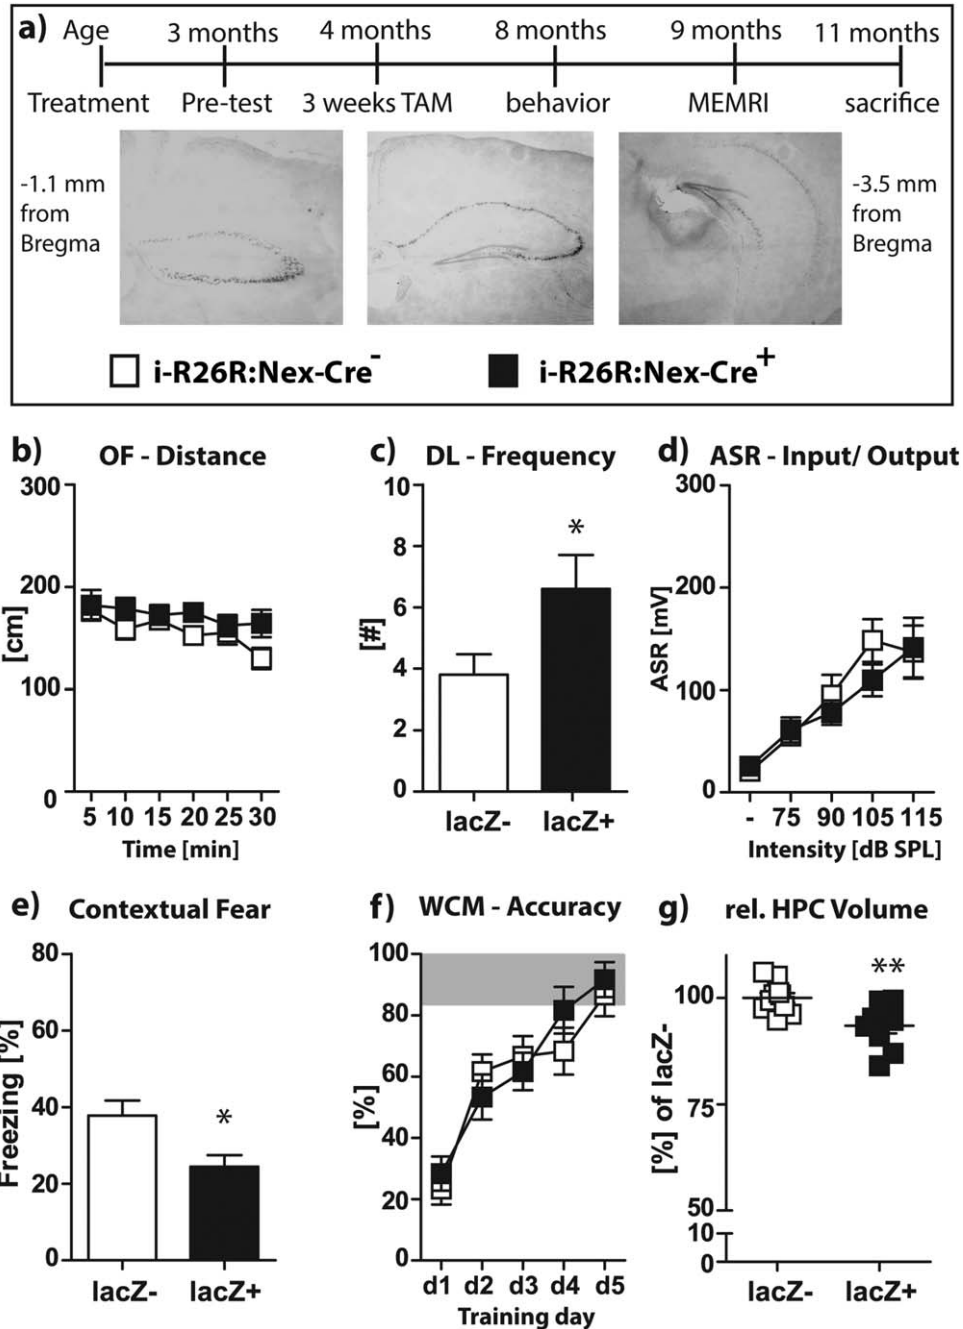 a) Age 3 months 4 months 8 months 9 months 11 months
Treatment Pre-test 3 weeks TAM behavior MEMRI sacrifice
-1.1 mm
from
Bregma
-3.5 mm
from
Bregma
i-R26R:Nex-Cre-
i-R26R:Nex-Cre+
b) OF - Distance
300
200
100
0
[cm]
5 10 15 20 25 30
Time [min]
c) DL - Frequency
10
8
6
4
2
0
[#]
*
lacZ- lacZ+
d) ASR - Input/ Output
300
200
100
0
ASR [mV]
- 75 90 105 115
Intensity [dB SPL]
e) Contextual Fear
80
60
40
20
0
Freezing [%]
*
lacZ- lacZ+
f) WCM - Accuracy
100
80
60
40
20
0
[%]
d1 d2 d3 d4 d5
Training day
g) rel. HPC Volume
100
75
50
10
0
[%] of lacZ-
**
lacZ- lacZ+